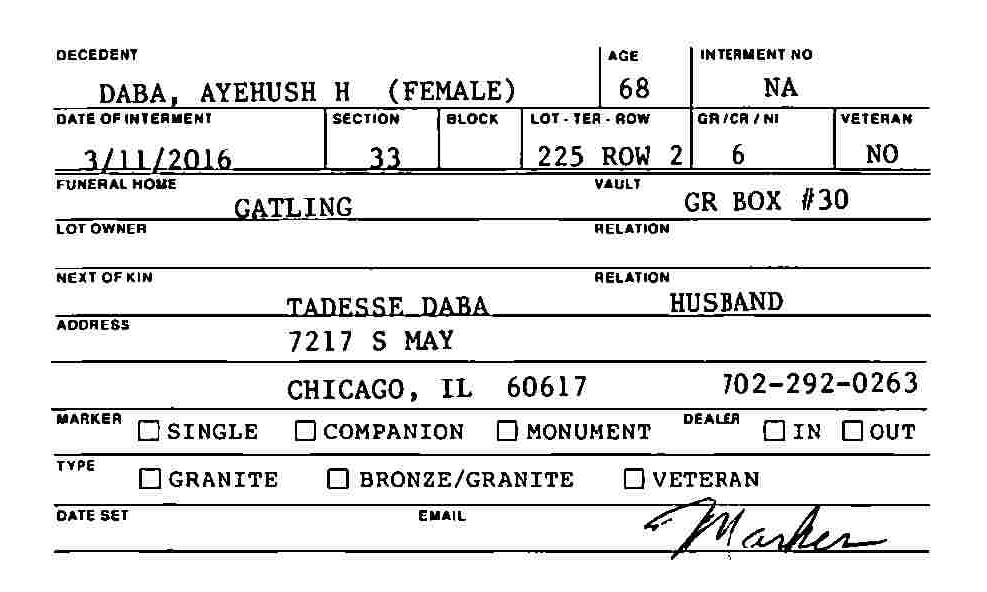 DECEDENT AGE INTERMENT NO
DABA, AYEHUSH H (FEMALE) 68 NA
DATE OF INTERMENT SECTION BLOCK LOT - TER - ROW GR / CR / NI VETERAN
3/11/2016 33 225 ROW 2 6 NO
FUNERAL HOME VAULT
GATLING GR BOX #30
LOT OWNER RELATION
NEXT OF KIN RELATION
TADESSE DABA HUSBAND
ADDRESS
7217 S MAY
CHICAGO, IL 60617 702-292-0263
MARKER SINGLE COMPANION MONUMENT DEALER IN OUT
TYPE GRANITE BRONZE/GRANITE VETERAN
DATE SET EMAIL
Marker